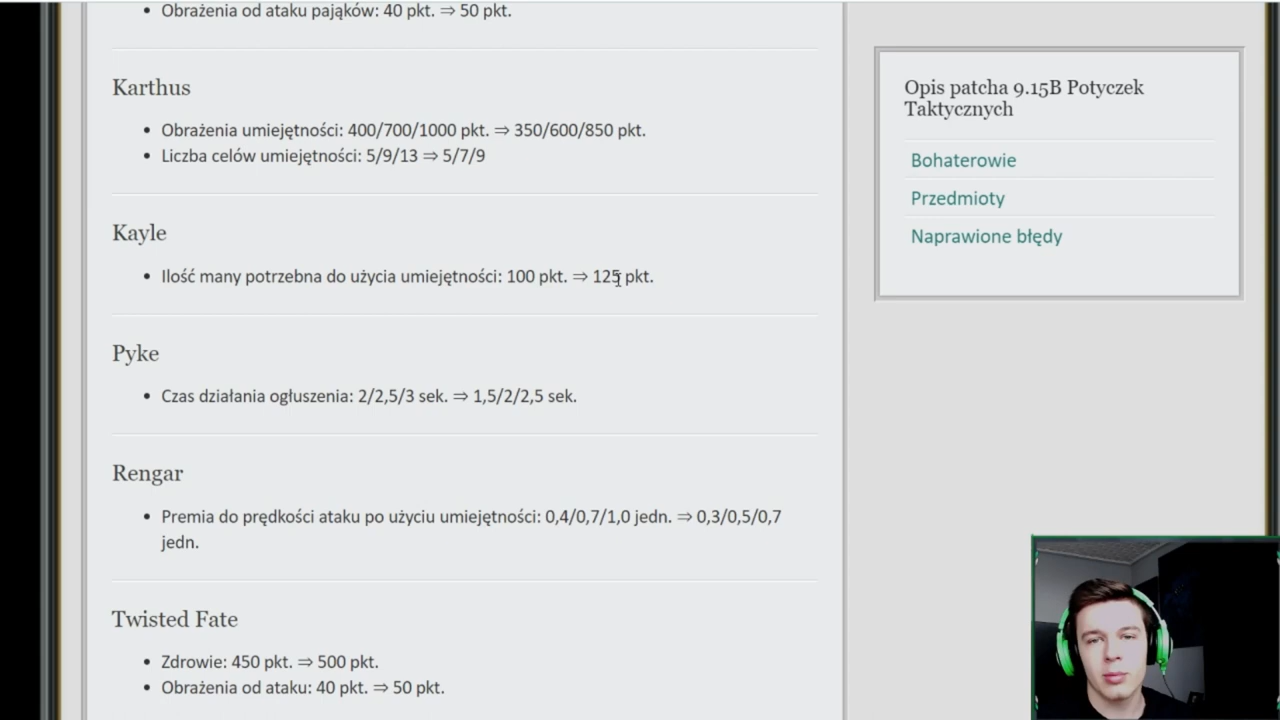 Obrażenia od ataku pająków: 40 pkt. ⇒ 50 pkt.
Karthus
Obrażenia umiejętności: 400/700/1000 pkt. ⇒ 350/600/850 pkt.
Liczba celów umiejętności: 5/9/13 ⇒ 5/7/9
Kayle
Ilość many potrzebna do użycia umiejętności: 100 pkt. ⇒ 125 pkt.
Pyke
Czas działania ogłuszenia: 2/2,5/3 sek. ⇒ 1,5/2/2,5 sek.
Rengar
Premia do prędkości ataku po użyciu umiejętności: 0,4/0,7/1,0 jedn. ⇒ 0,3/0,5/0,7
jedn.
Twisted Fate
Zdrowie: 450 pkt. ⇒ 500 pkt.
Obrażenia od ataku: 40 pkt. ⇒ 50 pkt.
Opis patcha 9.15B Potyczek
Taktycznych
Bohaterowie
Przedmioty
Naprawione błędy